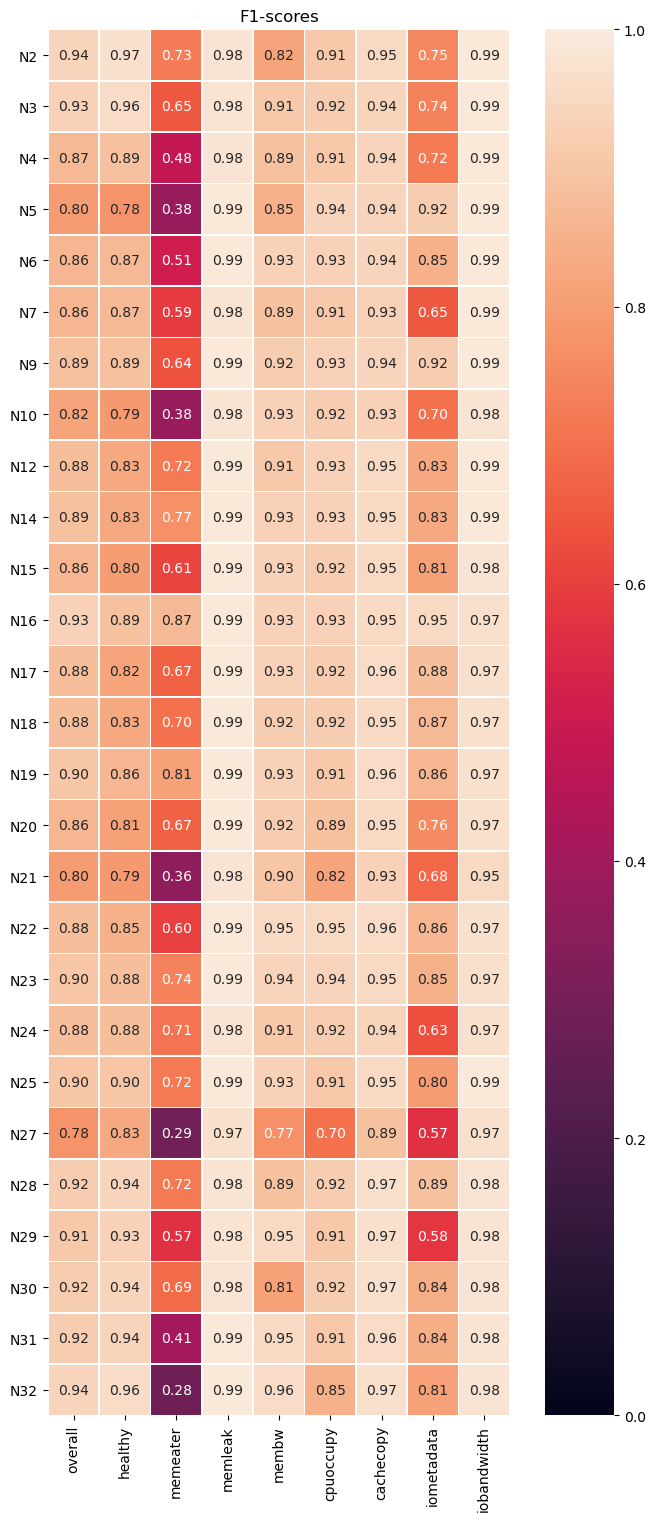 F1-scores
N2 0.94 0.97 0.73 0.98 0.82 0.91 0.95 0.75 0.99
N3 0.93 0.96 0.65 0.98 0.91 0.92 0.94 0.74 0.99
N4 0.87 0.89 0.48 0.98 0.89 0.91 0.94 0.72 0.99
N5 0.80 0.78 0.38 0.99 0.85 0.94 0.94 0.92 0.99
N6 0.86 0.87 0.51 0.99 0.93 0.93 0.94 0.85 0.99
N7 0.86 0.87 0.59 0.98 0.89 0.91 0.93 0.65 0.99
N9 0.89 0.89 0.64 0.99 0.92 0.93 0.94 0.92 0.99
N10 0.82 0.79 0.38 0.98 0.93 0.92 0.93 0.70 0.98
N12 0.88 0.83 0.72 0.99 0.91 0.93 0.95 0.83 0.99
N14 0.89 0.83 0.77 0.99 0.93 0.93 0.95 0.83 0.99
N15 0.86 0.80 0.61 0.99 0.93 0.92 0.95 0.81 0.98
N16 0.93 0.89 0.87 0.99 0.93 0.93 0.95 0.95 0.97
N17 0.88 0.82 0.67 0.99 0.93 0.92 0.96 0.88 0.97
N18 0.88 0.83 0.70 0.99 0.92 0.92 0.95 0.87 0.97
N19 0.90 0.86 0.81 0.99 0.93 0.91 0.96 0.86 0.97
N20 0.86 0.81 0.67 0.99 0.92 0.89 0.95 0.76 0.97
N21 0.80 0.79 0.36 0.98 0.90 0.82 0.93 0.68 0.95
N22 0.88 0.85 0.60 0.99 0.95 0.95 0.96 0.86 0.97
N23 0.90 0.88 0.74 0.99 0.94 0.94 0.95 0.85 0.97
N24 0.88 0.88 0.71 0.98 0.91 0.92 0.94 0.63 0.97
N25 0.90 0.90 0.72 0.99 0.93 0.91 0.95 0.80 0.99
N27 0.78 0.83 0.29 0.97 0.77 0.70 0.89 0.57 0.97
N28 0.92 0.94 0.72 0.98 0.89 0.92 0.97 0.89 0.98
N29 0.91 0.93 0.57 0.98 0.95 0.91 0.97 0.58 0.98
N30 0.92 0.94 0.69 0.98 0.81 0.92 0.97 0.84 0.98
N31 0.92 0.94 0.41 0.99 0.95 0.91 0.96 0.84 0.98
N32 0.94 0.96 0.28 0.99 0.96 0.85 0.97 0.81 0.98
overall healthy memeater memleak membw cpuoccupy cachecopy iometadata iobandwidth
1.0
0.8
0.6
0.4
0.2
0.0